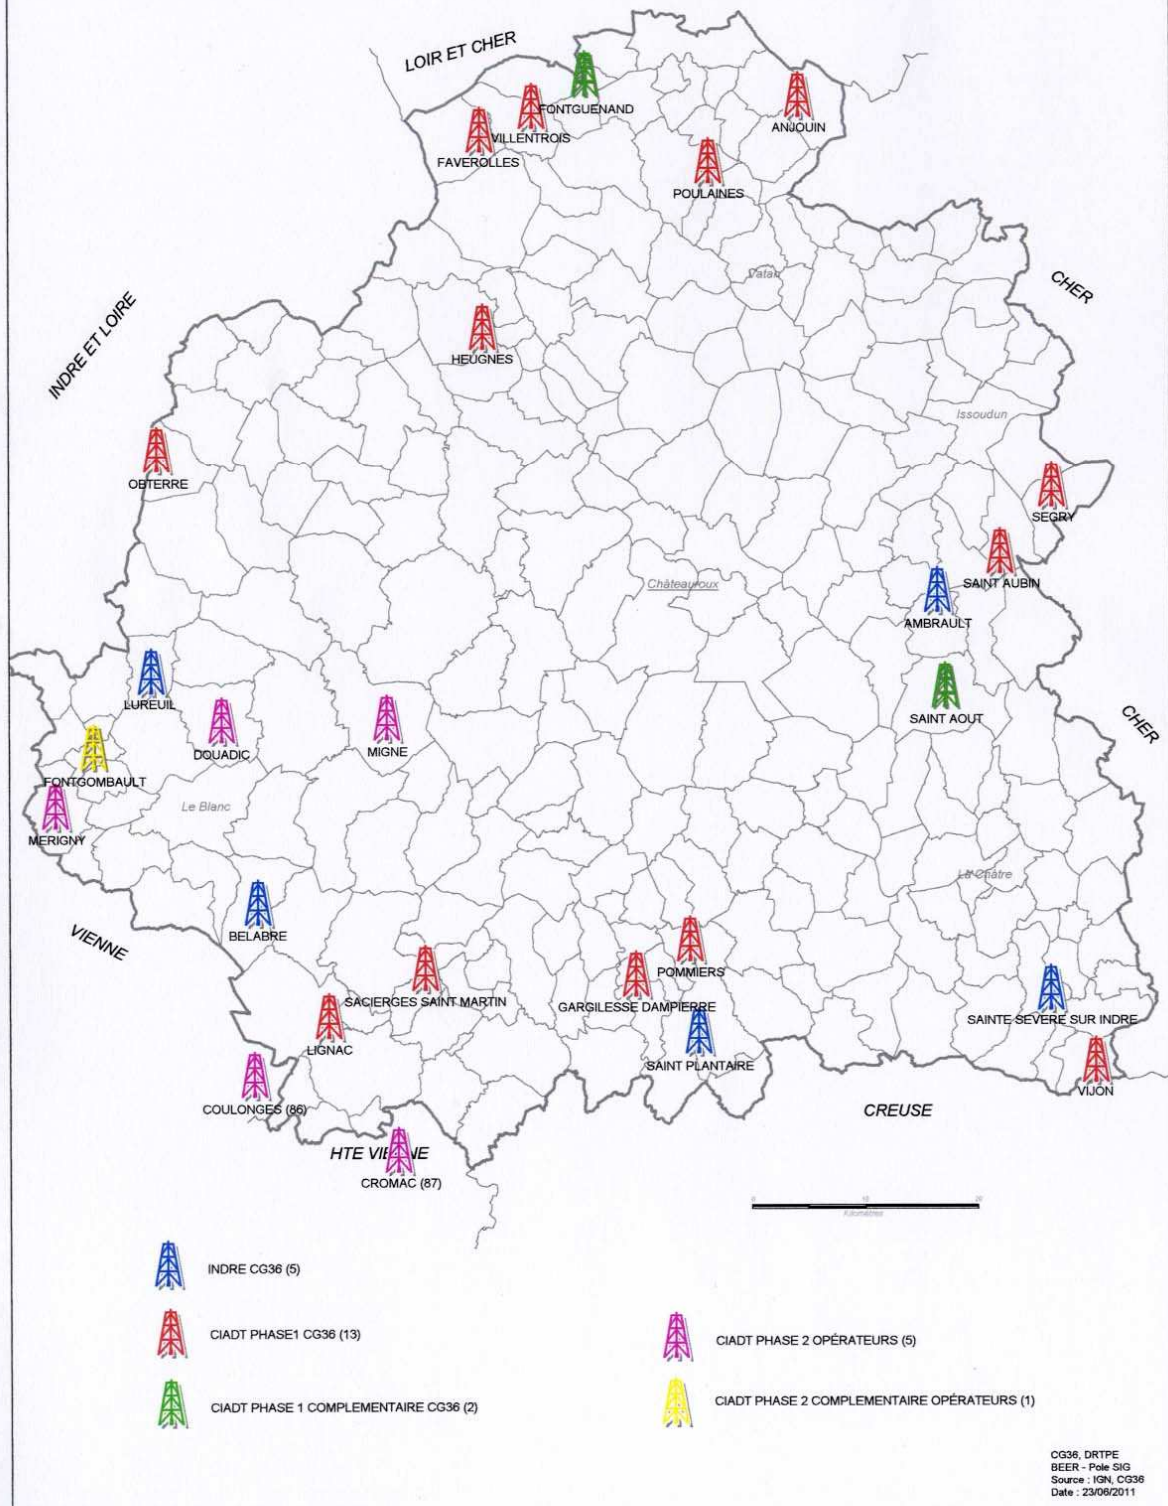 LOIR ET CHER
FONTGUENAND
VILLENTROIS
ANJOUIN
FAVEROLLES
POULAINES
Vatan
CHER
INDRE ET LOIRE
HEUGNES
Issoudun
OBTERRE
SEGRY
Châteauroux
SAINT AUBIN
AMBRAULT
LUREUIL
SAINT AOUT
CHER
DOUADIC
MIGNE
FONTGOMBAULT
Le Blanc
MERIGNY
La Châtre
VIENNE
BELABRE
POMMIERS
SACIERGES SAINT MARTIN
GARGILESSE DAMPIERRE
SAINTE SEVERE SUR INDRE
LIGNAC
SAINT PLANTAIRE
VIJON
COULONGES (86)
CREUSE
HTE VIENNE
CROMAC (87)
0 10 20
Kilomètres
INDRE CG36 (5)
CIADT PHASE1 CG36 (13)
CIADT PHASE 2 OPÉRATEURS (5)
CIADT PHASE 1 COMPLEMENTAIRE CG36 (2)
CIADT PHASE 2 COMPLEMENTAIRE OPÉRATEURS (1)
CG36, DRTPE
BEER - Pole SIG
Source : IGN, CG36
Date : 23/06/2011